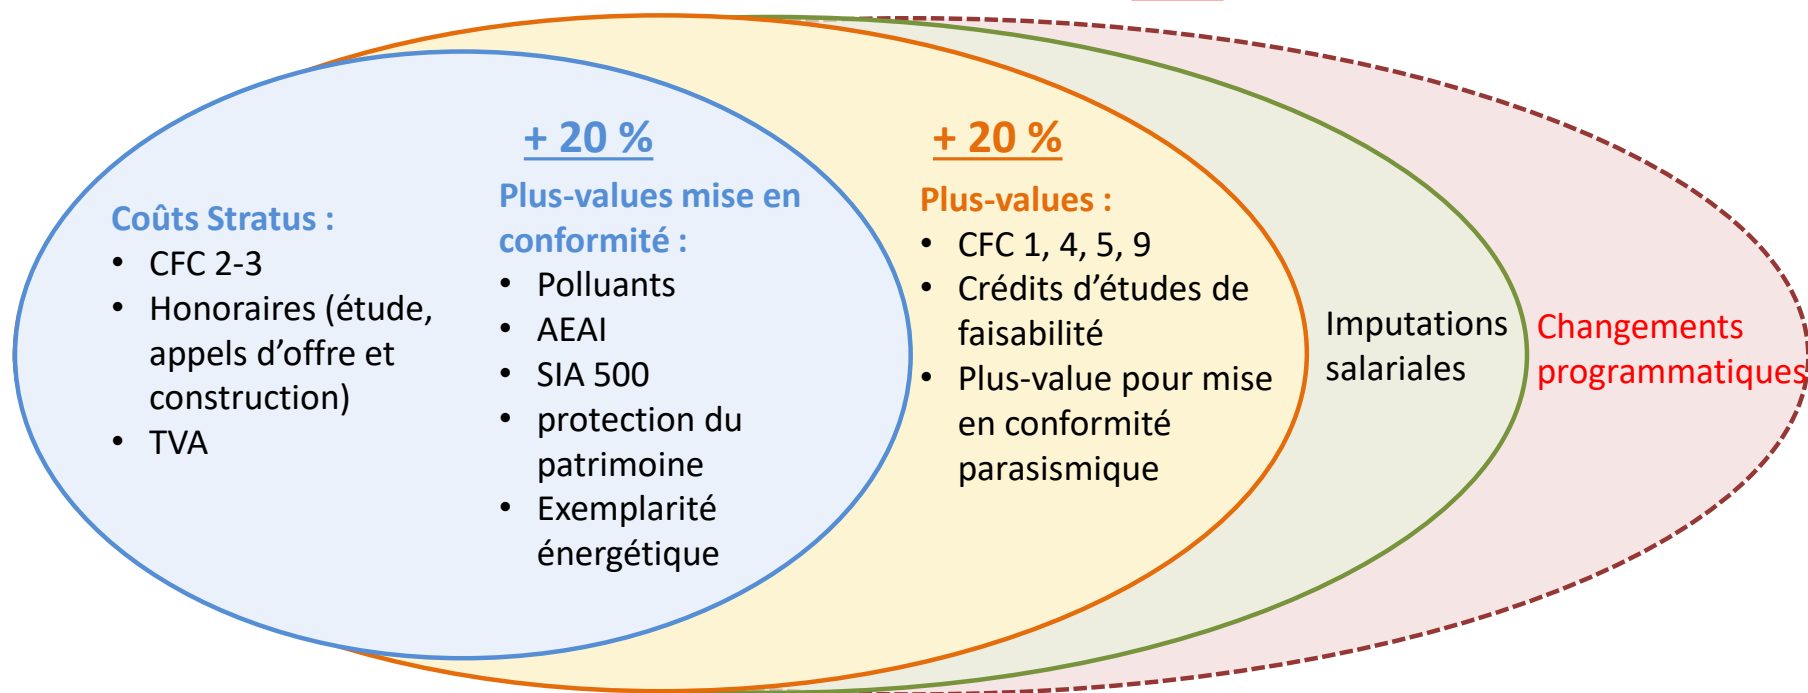 Coûts Stratus :
• CFC 2-3
• Honoraires (étude,
appels d’offre et
construction)
• TVA
+ 20 %
Plus-values mise en
conformité :
• Polluants
• AEAI
• SIA 500
• protection du
patrimoine
• Exemplarité
énergétique
+ 20 %
Plus-values :
• CFC 1, 4, 5, 9
• Crédits d’études de
faisabilité
• Plus-value pour mise
en conformité
parasismique
Imputations
salariales
Changements
programmatiques